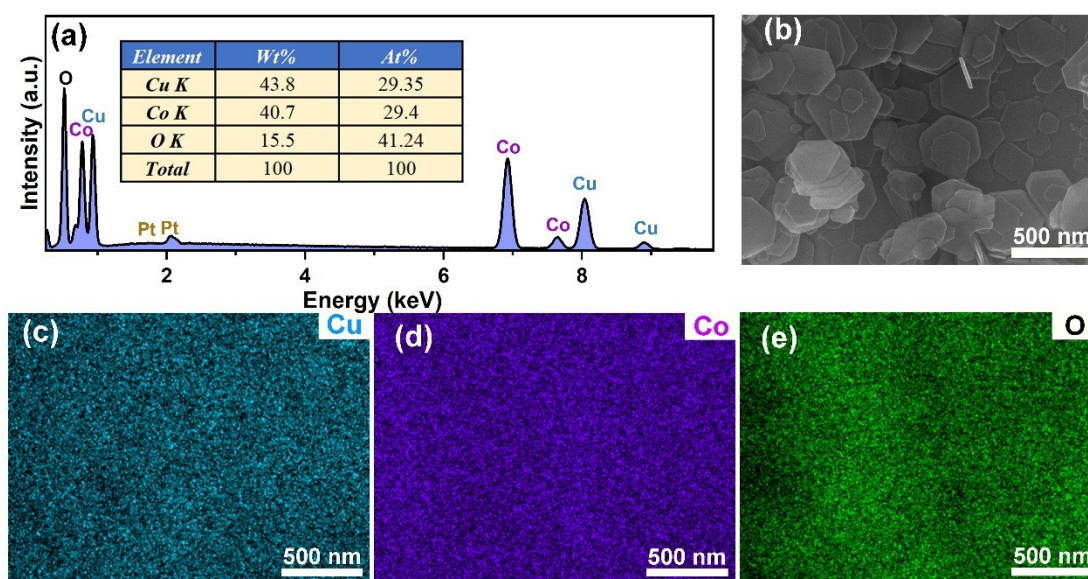 (a)
Intensity (a.u.)
O
Co
Cu
Element Wt% At%
Cu K 43.8 29.35
Co K 40.7 29.4
O K 15.5 41.24
Total 100 100
Pt Pt
Co
Co
Cu
Cu
2 4 6 8
Energy (keV)
(b)
500 nm
(c)
Cu
500 nm
(d)
Co
500 nm
(e)
O
500 nm